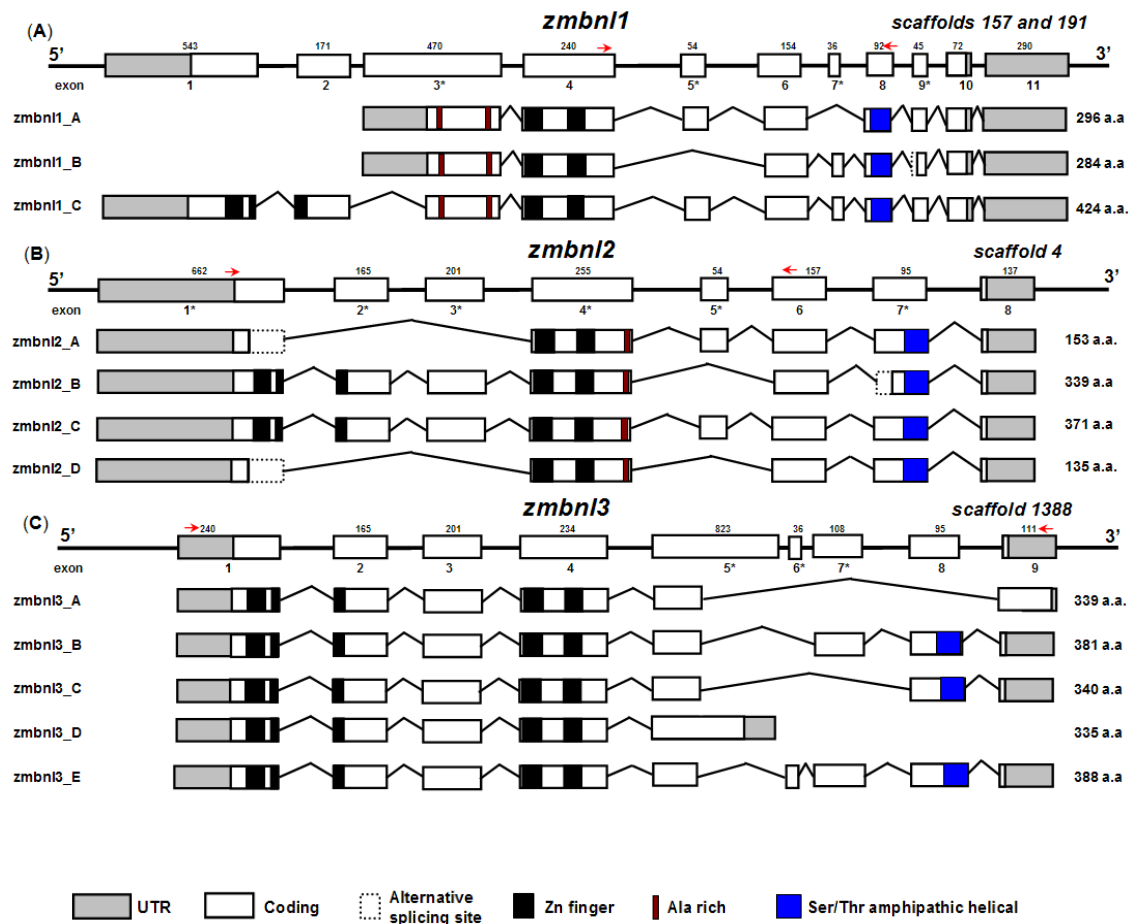 (A) zmbnl1 scaffolds 157 and 191
5’ 543 171 470 240 54 154 36 92 45 72 290 3’
exon 1 2 3* 4 5* 6 7* 8 9* 10 11
zmbnl1_A 296 a.a
zmbnl1_B 284 a.a
zmbnl1_C 424 a.a.
(B) zmbnl2 scaffold 4
5’ 662 165 201 255 54 157 95 137 3’
exon 1* 2* 3* 4* 5* 6 7* 8
zmbnl2_A 153 a.a.
zmbnl2_B 339 a.a
zmbnl2_C 371 a.a
zmbnl2_D 135 a.a.
(C) zmbnl3 scaffold 1388
5’ 240 165 201 234 823 36 108 95 111 3’
exon 1 2 3 4 5* 6* 7* 8 9
zmbnl3_A 339 a.a.
zmbnl3_B 381 a.a
zmbnl3_C 340 a.a
zmbnl3_D 335 a.a
zmbnl3_E 388 a.a
UTR Coding Alternative splicing site Zn finger Ala rich Ser/Thr amphipathic helical